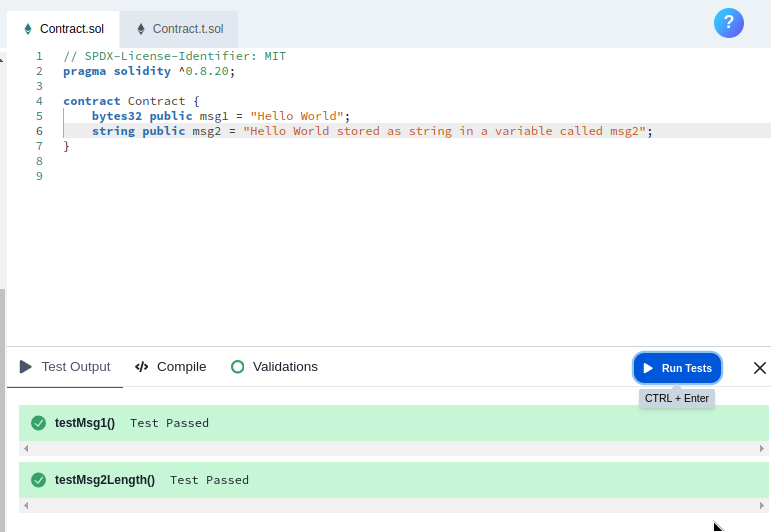 Contract.sol Contract.t.sol ?
1 // SPDX-License-Identifier: MIT
2 pragma solidity ^0.8.20;
3
4 contract Contract {
5 bytes32 public msg1 = "Hello World";
6 string public msg2 = "Hello World stored as string in a variable called msg2";
7 }
8
9
Test Output Compile Validations Run Tests
CTRL + Enter
testMsg1() Test Passed
testMsg2Length() Test Passed